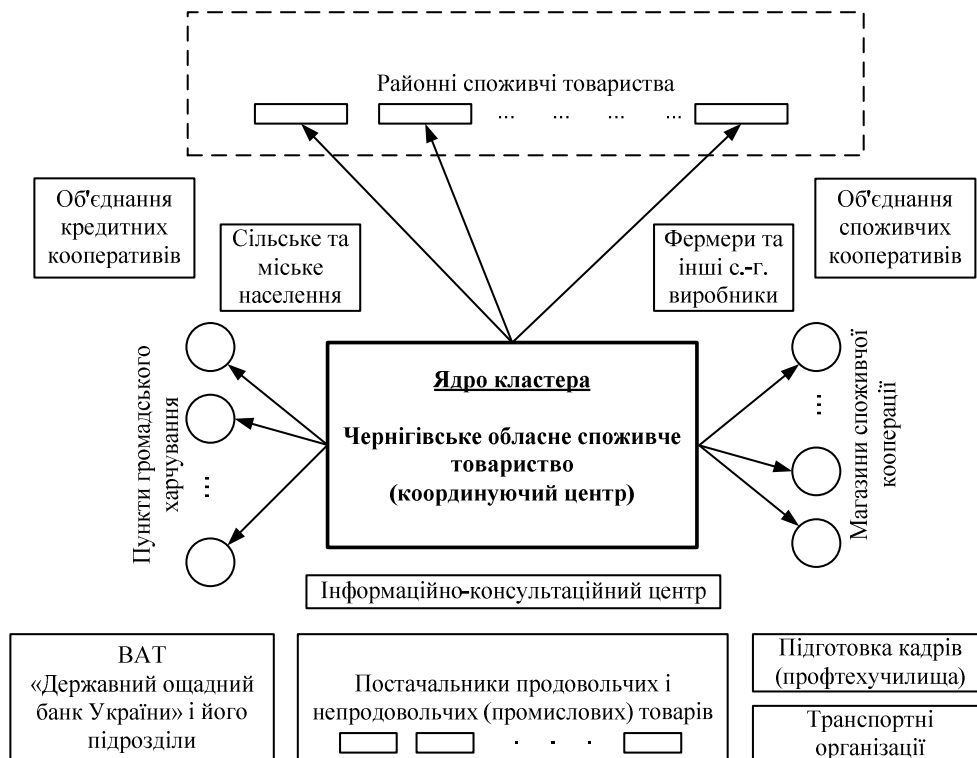 Районні споживчі товариства
... ... ... ...
Об'єднання
кредитних
кооперативів
Сільське та
міське
населення
Фермери та
інші с.-г.
виробники
Об'єднання
споживчих
кооперативів
Пункти громадського
харчування
...
Ядро кластера
Чернігівське обласне споживче
товариство
(координуючий центр)
...
Магазини споживчої
кооперації
Інформаційно-консультаційний центр
ВАТ
«Державний ощадний
банк України» і його
підрозділи
Постачальники продовольчих і
непродовольчих (промислових) товарів
. . .
Підготовка кадрів
(профтехучилища)
Транспортні
організації